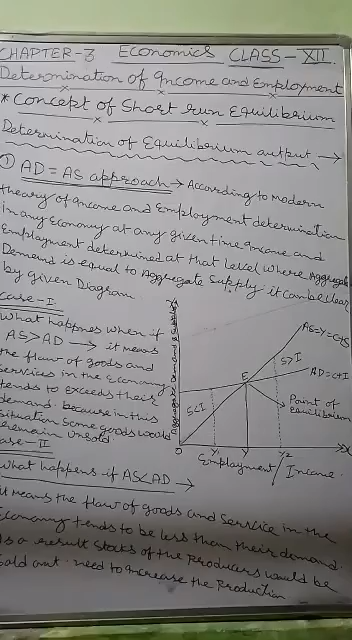 CHAPTER-3 Economics CLASS-XII
Determination of Income and Employment
* Concept of Short run Equilibrium
Determination of Equilibrium output →
① AD = AS approach → According to modern
theory of Income and Employment determination
in any Economy at any given time Income and
Employment determined at that level where Aggregate
Demand is equal to Aggregate Supply. it can be clear
by given Diagram
Case-I
What happnes when if
AS>AD → it means
the flaw of goods and
Services in the Economy
tends to exceeds their
demand because in this
situation Some goods would
remain unsold.
Aggregate Demand and Supply
AS=Y=C+S
S>I
AD=C+I
E
S<I
Point of
equilibrium
O
Y1
Y
Y2
X
Employment / Income
Case-II
What happens if AS<AD →
it means the flaw of goods and Service in the
Economy tends to be less than their demand.
As a result Stocks of the Producers would be
Sold out. need to increase the Production